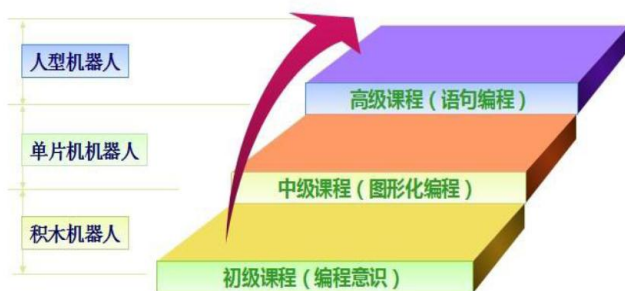 人型机器人
高级课程（语句编程）
单片机机器人
中级课程（图形化编程）
积木机器人
初级课程（编程意识）